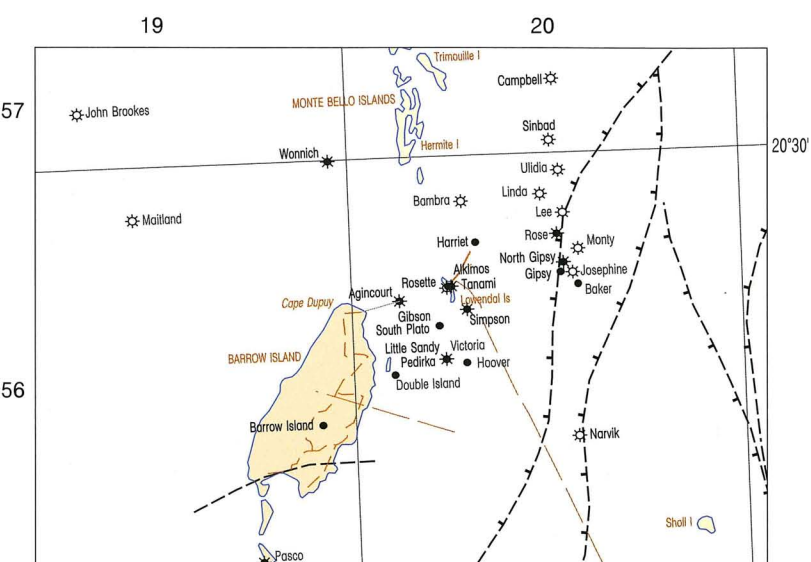 19
20
57
Trimouille I
Campbell
MONTE BELLO ISLANDS
John Brookes
Sinbad
Hermite I
20°30'
Wonnich
Ulidia
Linda
Bambra
Lee
Maitland
Rose
Harriet
Monty
North Gipsy
Alkimos
Gipsy
Josephine
Rosette
Tanami
Baker
Agincourt
Cape Dupuy
Lowendal Is
Gibson
Simpson
South Plato
Little Sandy
Victoria
BARROW ISLAND
Pedirka
Hoover
56
Double Island
Barrow Island
Narvik
Sholl I
Pasco